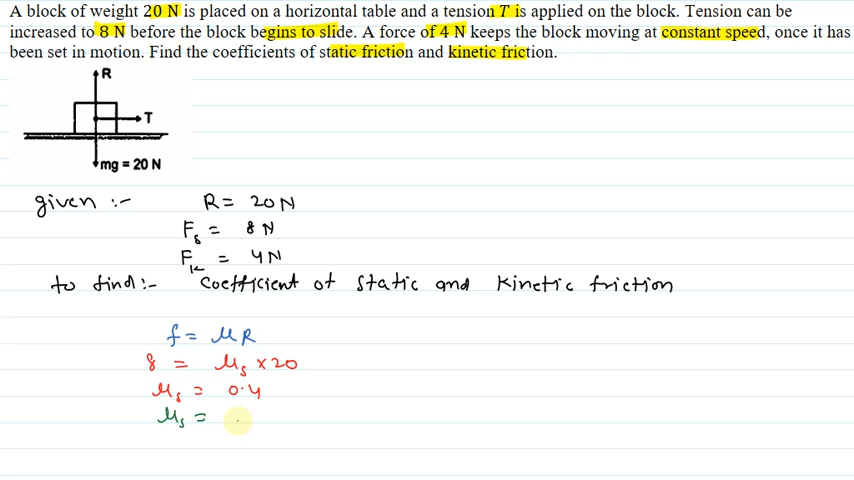 A block of weight 20 N is placed on a horizontal table and a tension T is applied on the block. Tension can be
increased to 8 N before the block begins to slide. A force of 4 N keeps the block moving at constant speed, once it has
been set in motion. Find the coefficients of static friction and kinetic friction.
R
T
mg = 20 N
given :- R = 20 N
Fs = 8 N
Fk = 4 N
to find:- Coefficient of static and kinetic friction
f = μR
8 = μs × 20
μs = 0.4
μs =